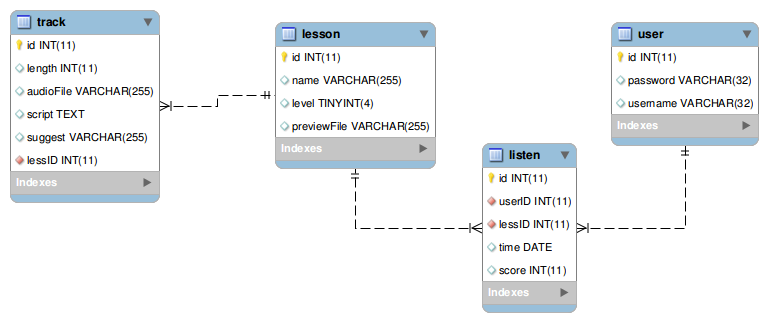 track
id INT(11)
length INT(11)
audioFile VARCHAR(255)
script TEXT
suggest VARCHAR(255)
lessID INT(11)
Indexes
lesson
id INT(11)
name VARCHAR(255)
level TINYINT(4)
previewFile VARCHAR(255)
Indexes
user
id INT(11)
password VARCHAR(32)
username VARCHAR(32)
Indexes
listen
id INT(11)
userID INT(11)
lessID INT(11)
time DATE
score INT(11)
Indexes